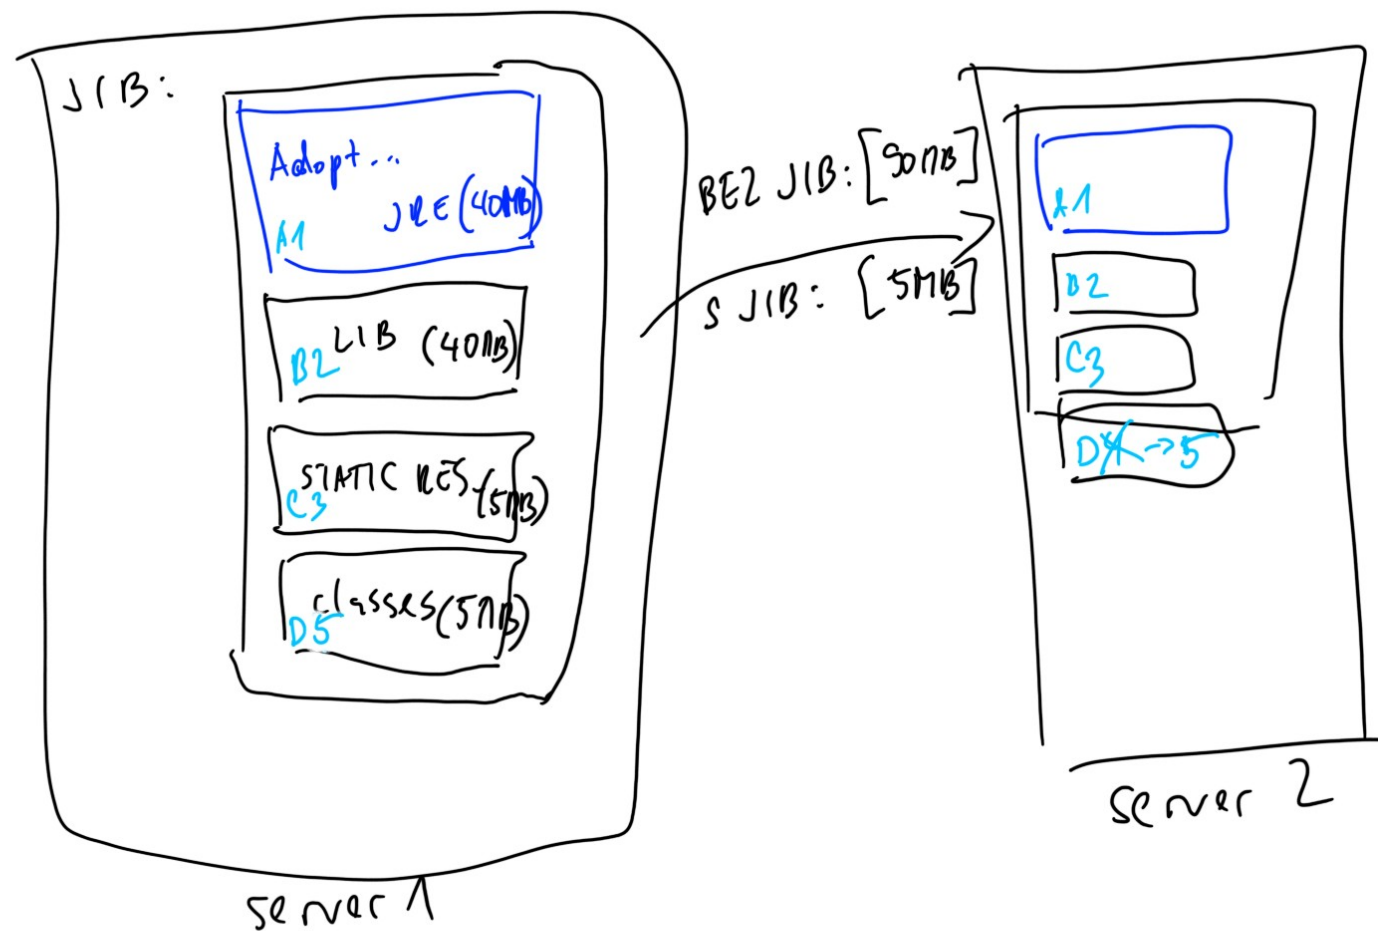 JIB:
Adopt...
JRE (40MB)
A1
LIB (40MB)
B2
STATIC RES (5MB)
C3
classes (5MB)
D5
server 1
BEZ JIB: [90MB]
S JIB: [5MB]
A1
B2
C3
D4 → 5
server 2